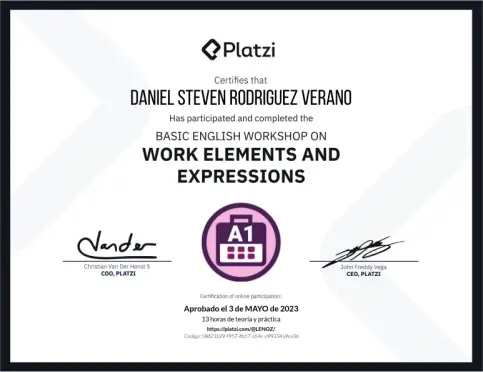 Platzi
Certifies that
DANIEL STEVEN RODRIGUEZ VERANO
Has participated and completed the
BASIC ENGLISH WORKSHOP ON
WORK ELEMENTS AND
EXPRESSIONS
A1
Christian Van Der Henst S
COO, PLATZI
John Freddy Vega
CEO, PLATZI
Certification of online participation:
Aprobado el 3 de MAYO de 2023
13 horas de teoría y práctica
https://platzi.com/@LENOZ/
Código: